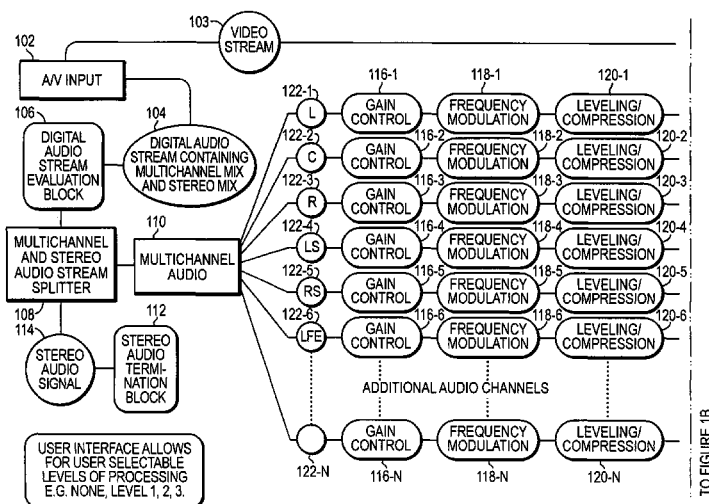 103
VIDEO
STREAM
102
A/V INPUT
106
DIGITAL
AUDIO
STREAM
EVALUATION
BLOCK
104
DIGITAL AUDIO
STREAM CONTAINING
MULTICHANNEL MIX
AND STEREO MIX
MULTICHANNEL
AND STEREO
AUDIO STREAM
SPLITTER
108
110
MULTICHANNEL
AUDIO
114
STEREO
AUDIO
SIGNAL
112
STEREO
AUDIO
TERMI-
NATION
BLOCK
USER INTERFACE ALLOWS
FOR USER SELECTABLE
LEVELS OF PROCESSING
E.G. NONE, LEVEL 1, 2, 3.
122-1
116-1
118-1
120-1
L
GAIN
CONTROL
FREQUENCY
MODULATION
LEVELING/
COMPRESSION
122-2
116-2
118-2
120-2
C
GAIN
CONTROL
FREQUENCY
MODULATION
LEVELING/
COMPRESSION
122-3
116-3
118-3
120-3
R
GAIN
CONTROL
FREQUENCY
MODULATION
LEVELING/
COMPRESSION
122-4
116-4
118-4
120-4
LS
GAIN
CONTROL
FREQUENCY
MODULATION
LEVELING/
COMPRESSION
122-5
116-5
118-5
120-5
RS
GAIN
CONTROL
FREQUENCY
MODULATION
LEVELING/
COMPRESSION
122-6
116-6
118-6
120-6
LFE
GAIN
CONTROL
FREQUENCY
MODULATION
LEVELING/
COMPRESSION
ADDITIONAL AUDIO CHANNELS
GAIN
CONTROL
FREQUENCY
MODULATION
LEVELING/
COMPRESSION
122-N
116-N
118-N
120-N
TO FIGURE 1B